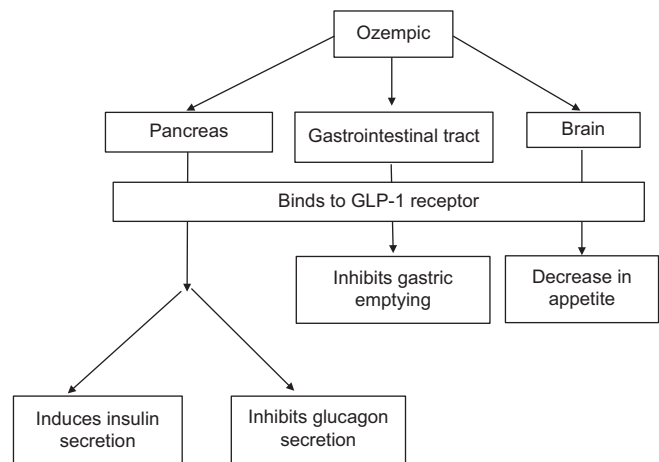 Ozempic
Pancreas
Gastrointestinal tract
Brain
Binds to GLP-1 receptor
Inhibits gastric
emptying
Decrease in
appetite
Induces insulin
secretion
Inhibits glucagon
secretion